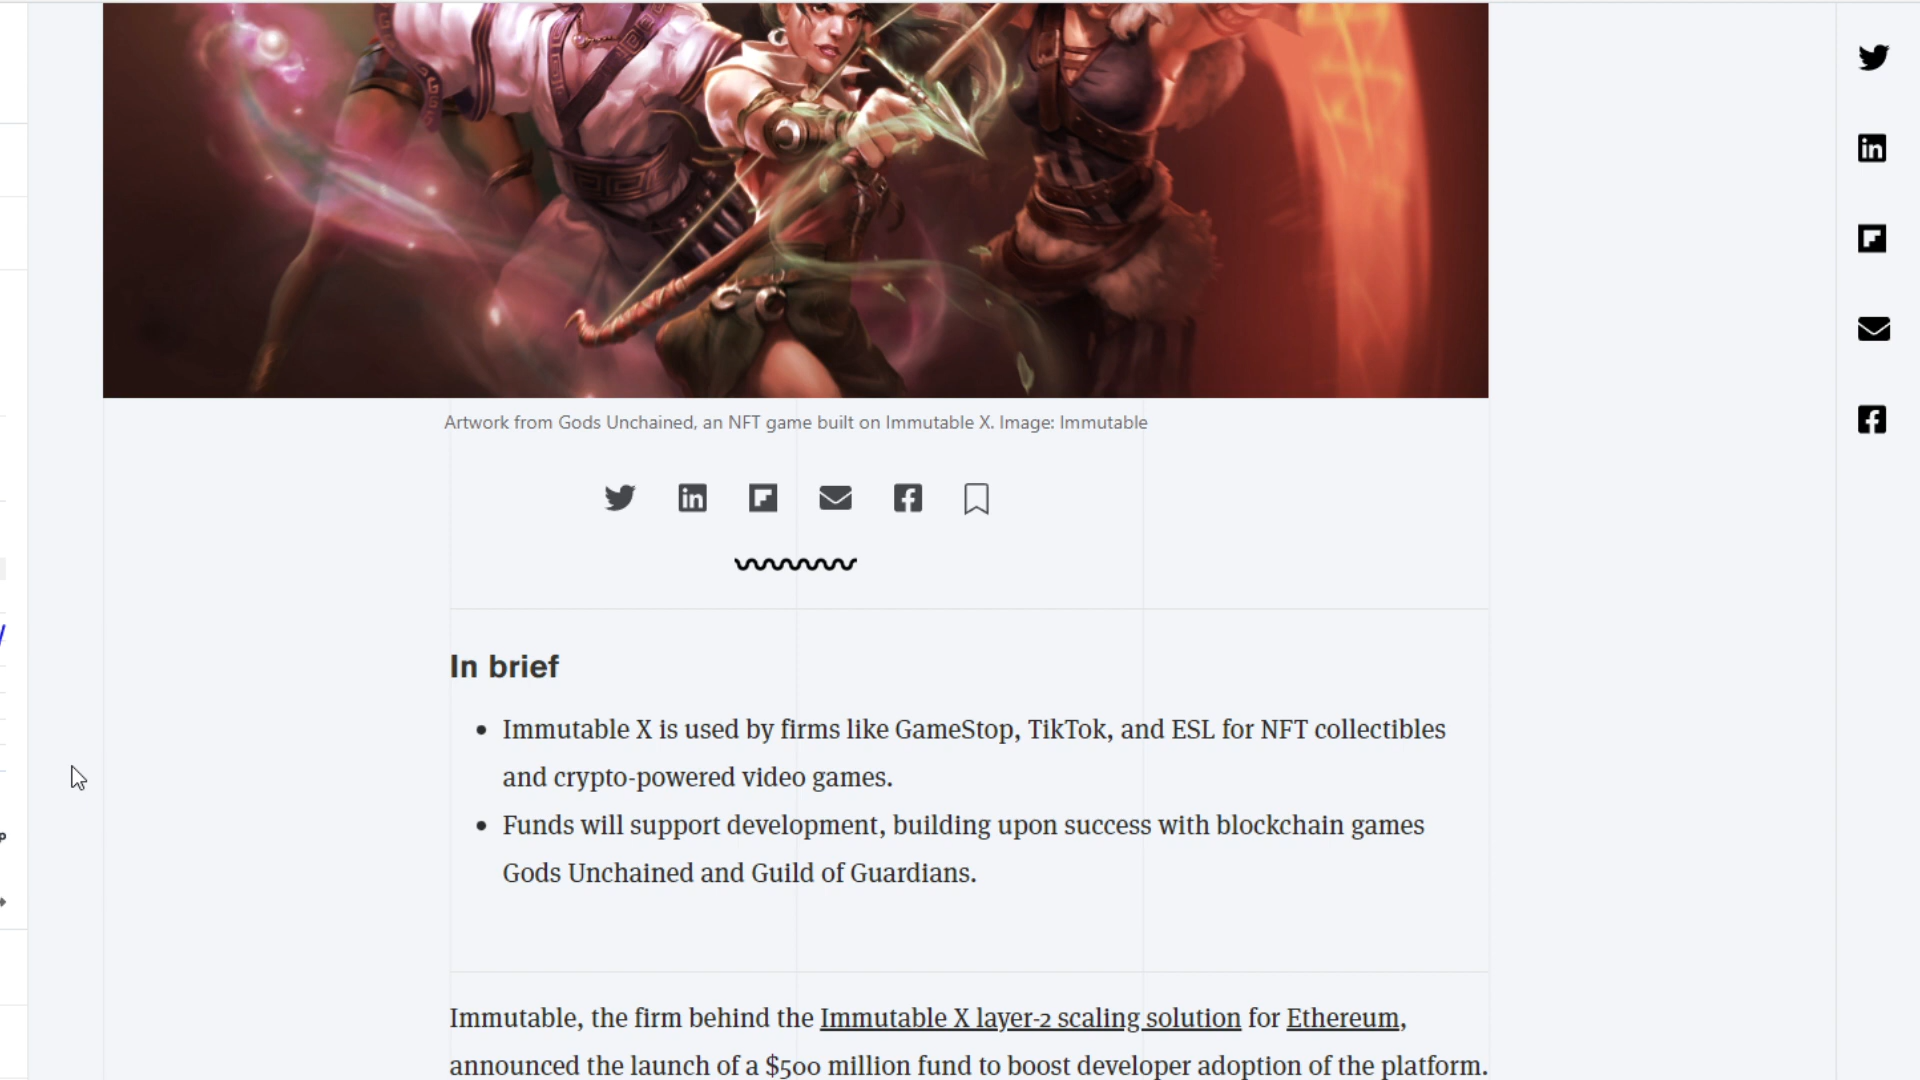 Artwork from Gods Unchained, an NFT game built on Immutable X. Image: Immutable
In brief
• Immutable X is used by firms like GameStop, TikTok, and ESL for NFT collectibles
and crypto-powered video games.
• Funds will support development, building upon success with blockchain games
Gods Unchained and Guild of Guardians.
Immutable, the firm behind the Immutable X layer-2 scaling solution for Ethereum,
announced the launch of a $500 million fund to boost developer adoption of the platform.